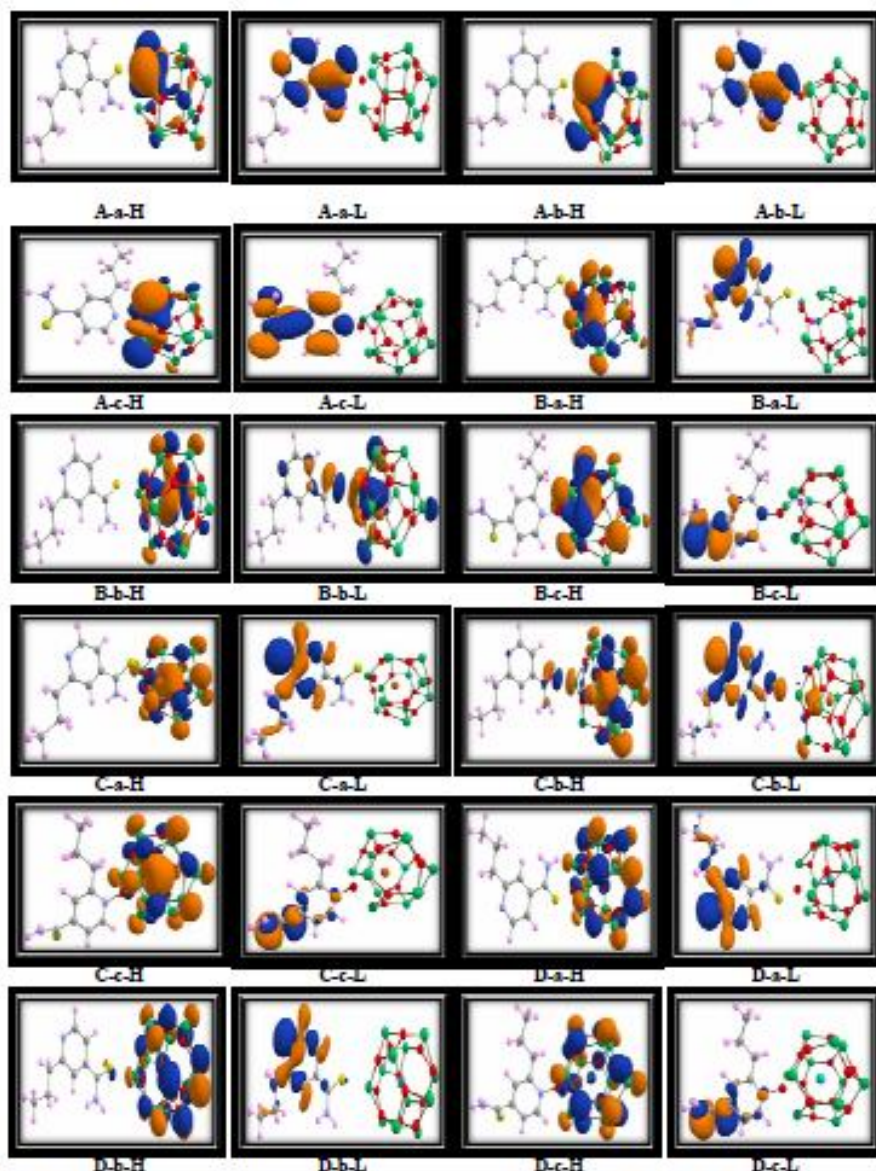 A-a-H A-a-L A-b-H A-b-L
A-c-H A-c-L B-a-H B-a-L
B-b-H B-b-L B-c-H B-c-L
C-a-H C-a-L C-b-H C-b-L
C-c-H C-c-L D-a-H D-a-L
D-b-H D-b-L D-c-H D-c-L